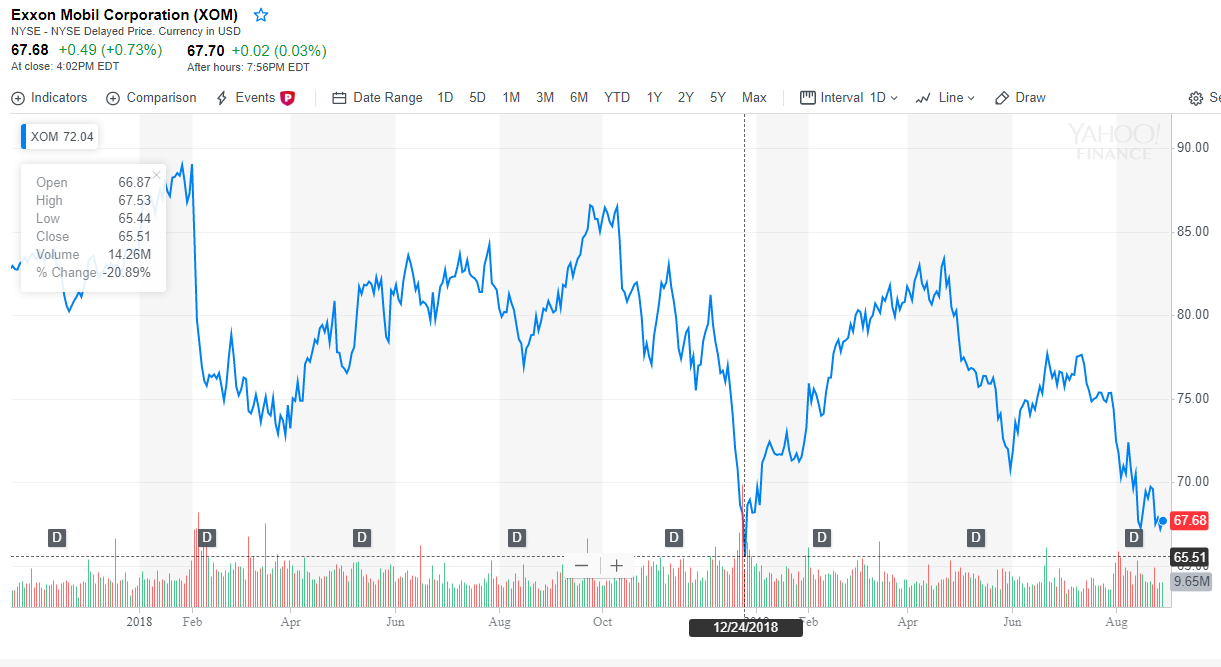 Exxon Mobil Corporation (XOM)
NYSE - NYSE Delayed Price. Currency in USD
67.68 +0.49 (+0.73%) 67.70 +0.02 (0.03%)
At close: 4:02PM EDT After hours: 7:56PM EDT
Indicators Comparison Events P Date Range 1D 5D 1M 3M 6M YTD 1Y 2Y 5Y Max Interval 1D Line Draw Se
YAHOO!
FINANCE
XOM 72.04
90.00
Open 66.87
High 67.53
Low 65.44
Close 65.51
Volume 14.26M
% Change -20.89%
85.00
80.00
75.00
70.00
67.68
D D D D D D D D
65.51
9.65M
2018 Feb Apr Jun Aug Oct 12/24/2018 Feb Apr Jun Aug